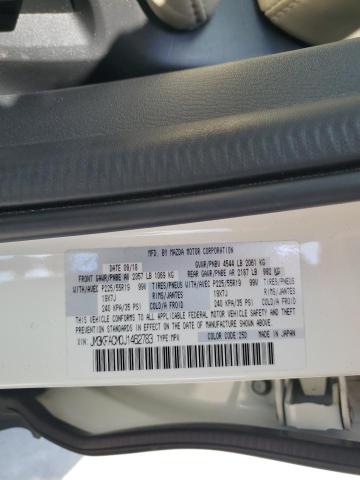 MFD. BY MAZDA MOTOR CORPORATION
DATE 09/18 GVWR/PNBV 4544 LB 2061 KG
FRONT GAWR/PNBE AV 2357 LB 1069 KG REAR GAWR/PNBE AR 2187 LB 992 KG
WITH/AVEC P225/55R19 99V TIRES/PNEUS WITH/AVEC P225/55R19 99V TIRES/PNEUS
19X7J RIMS/JANTES 19X7J RIMS/JANTES
240 KPA/35 PSI COLD/A FROID 240 KPA/35 PSI COLD/A FROID
THIS VEHICLE CONFORMS TO ALL APPLICABLE FEDERAL MOTOR VEHICLE SAFETY, BUMPER, AND THEFT
PREVENTION STANDARDS IN EFFECT ON THE DATE OF MANUFACTURE SHOWN ABOVE.
VIN: TYPE:MPV COLOR 25D MADE IN JAPAN